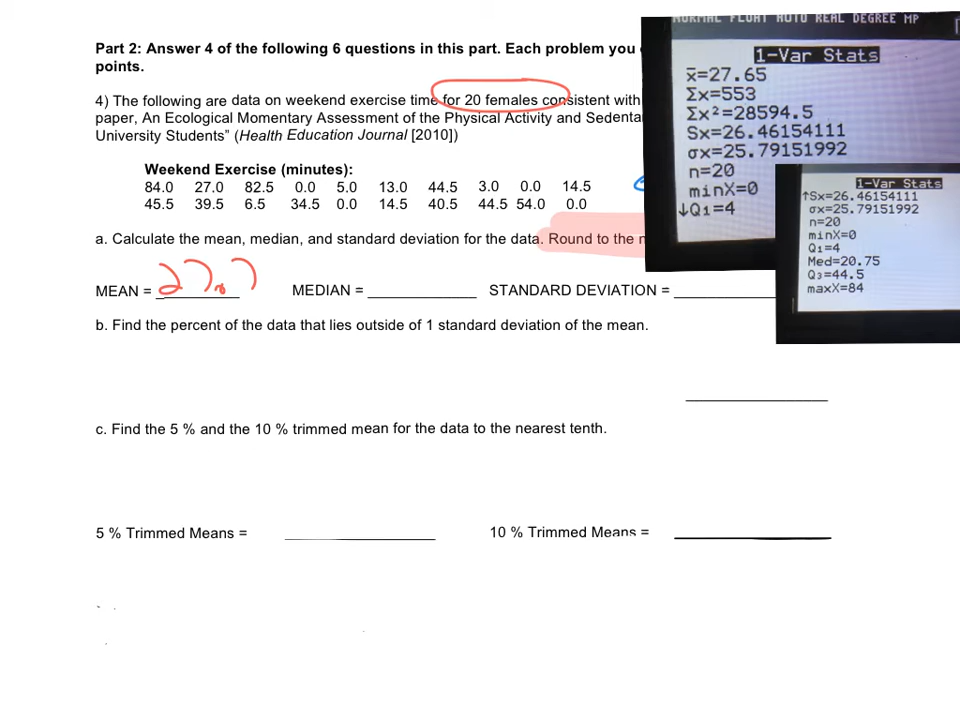 Part 2: Answer 4 of the following 6 questions in this part. Each problem you
points.
4) The following are data on weekend exercise time for 20 females consistent with
paper, An Ecological Momentary Assessment of the Physical Activity and Sedenta
University Students” (Health Education Journal [2010])
Weekend Exercise (minutes):
84.0 27.0 82.5 0.0 5.0 13.0 44.5 3.0 0.0 14.5
45.5 39.5 6.5 34.5 0.0 14.5 40.5 44.5 54.0 0.0
a. Calculate the mean, median, and standard deviation for the data. Round to the n
MEAN = 27.7 MEDIAN = STANDARD DEVIATION =
b. Find the percent of the data that lies outside of 1 standard deviation of the mean.
c. Find the 5 % and the 10 % trimmed mean for the data to the nearest tenth.
5 % Trimmed Means = 10 % Trimmed Means =
NORMAL FLOAT AUTO REAL DEGREE MP
1-Var Stats
x̄=27.65
Σx=553
Σx²=28594.5
Sx=26.46154111
σx=25.79151992
n=20
minX=0
↓Q₁=4
1-Var Stats
↑Sx=26.46154111
σx=25.79151992
n=20
minX=0
Q₁=4
Med=20.75
Q₃=44.5
maxX=84